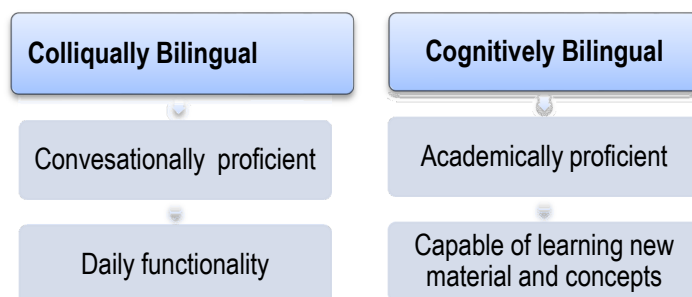 Colliqually Bilingual
Convesationally proficient
Daily functionality
Cognitively Bilingual
Academically proficient
Capable of learning new
material and concepts